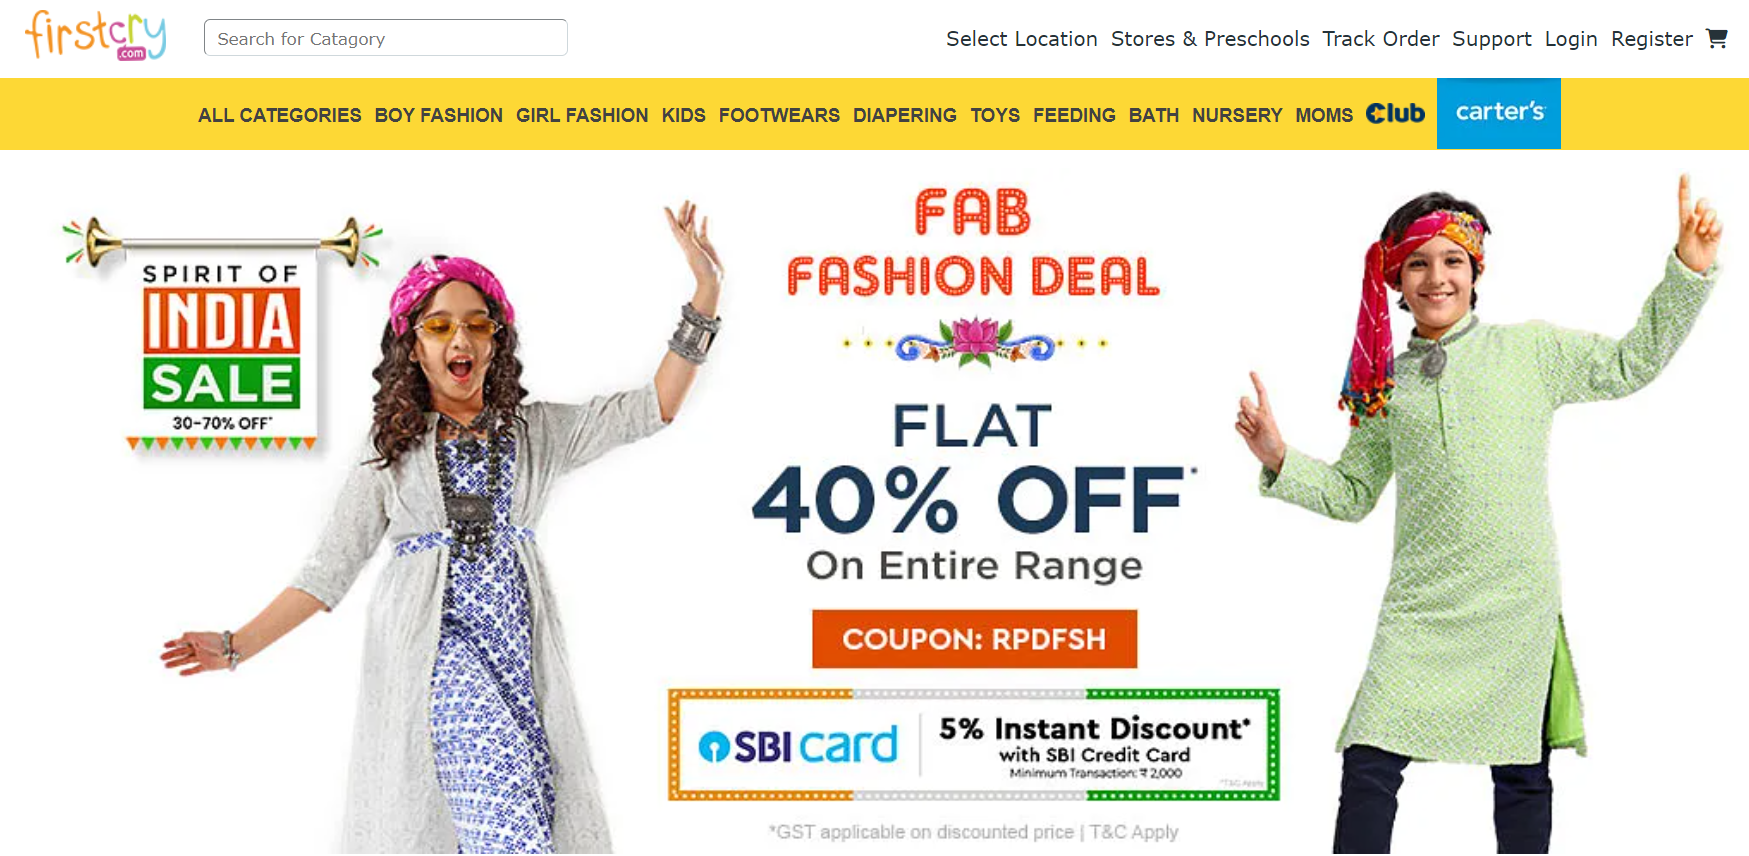 firstcry
.com
Search for Catagory
Select Location Stores & Preschools Track Order Support Login Register
ALL CATEGORIES BOY FASHION GIRL FASHION KIDS FOOTWEARS DIAPERING TOYS FEEDING BATH NURSERY MOMS Club carter's
SPIRIT OF
INDIA
SALE
30-70% OFF*
FAB
FASHION DEAL
FLAT
40% OFF*
On Entire Range
COUPON: RPDFSH
SBI card
5% Instant Discount*
with SBI Credit Card
Minimum Transaction: ₹ 2,000
*T&C Apply
*GST applicable on discounted price | T&C Apply